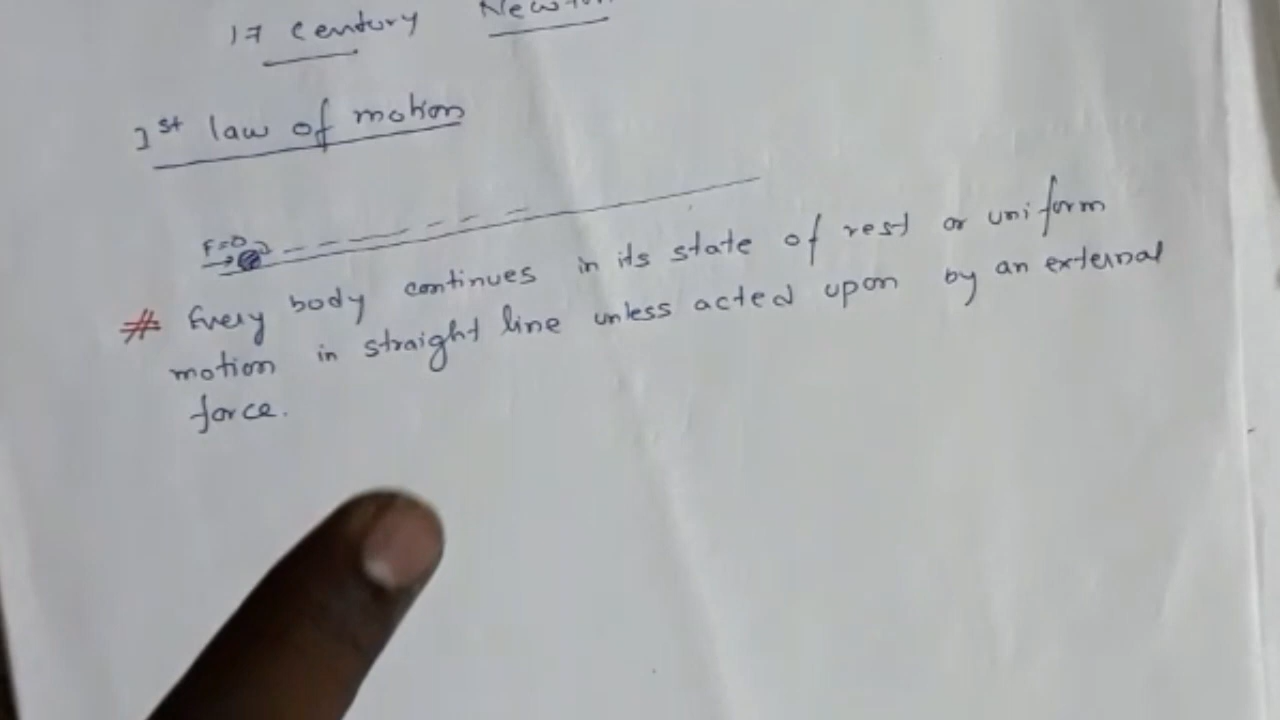 17 century Newton
1st law of motion
F=0
# Every body continues in its state of rest or uniform
motion in straight line unless acted upon by an external
force.